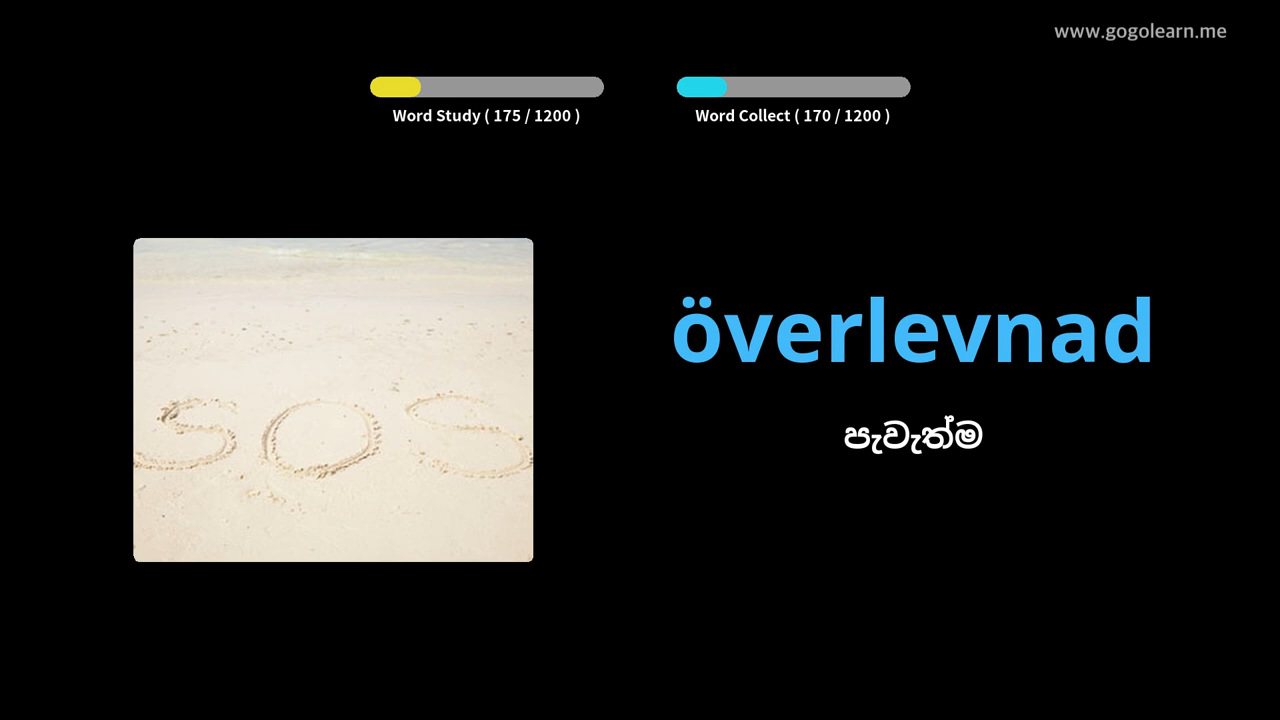 www.gogolearn.me
Word Study ( 175 / 1200 )
Word Collect ( 170 / 1200 )
SOS
överlevnad
පැවැත්ම